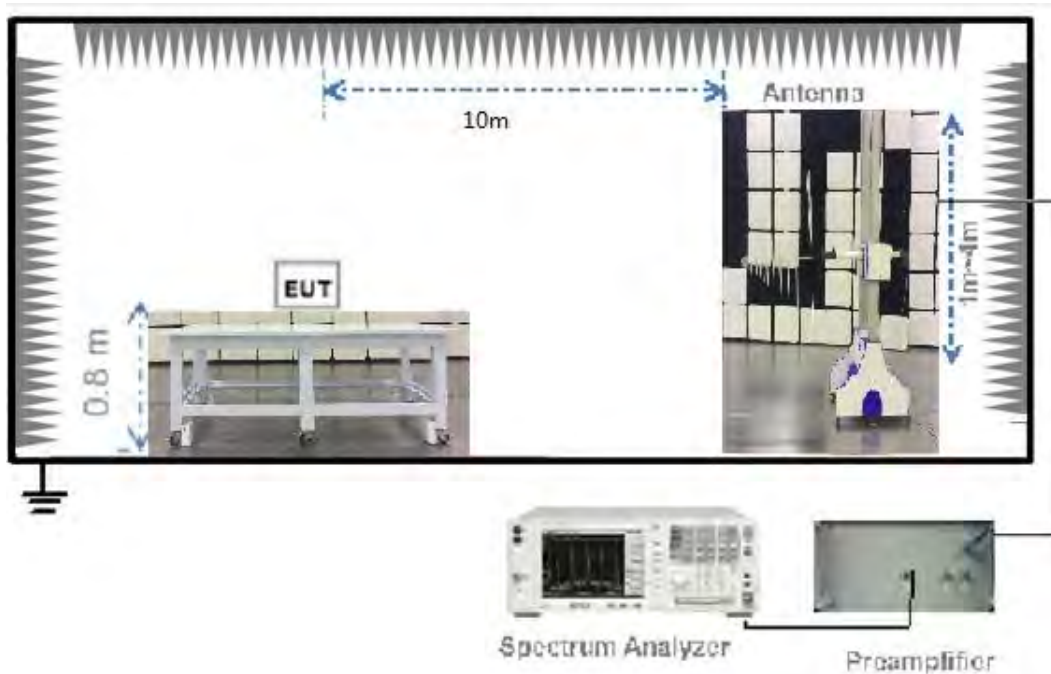 Antenna
10m
1m~4m
EUT
0.8 m
Spectrum Analyzer
Preamplifier